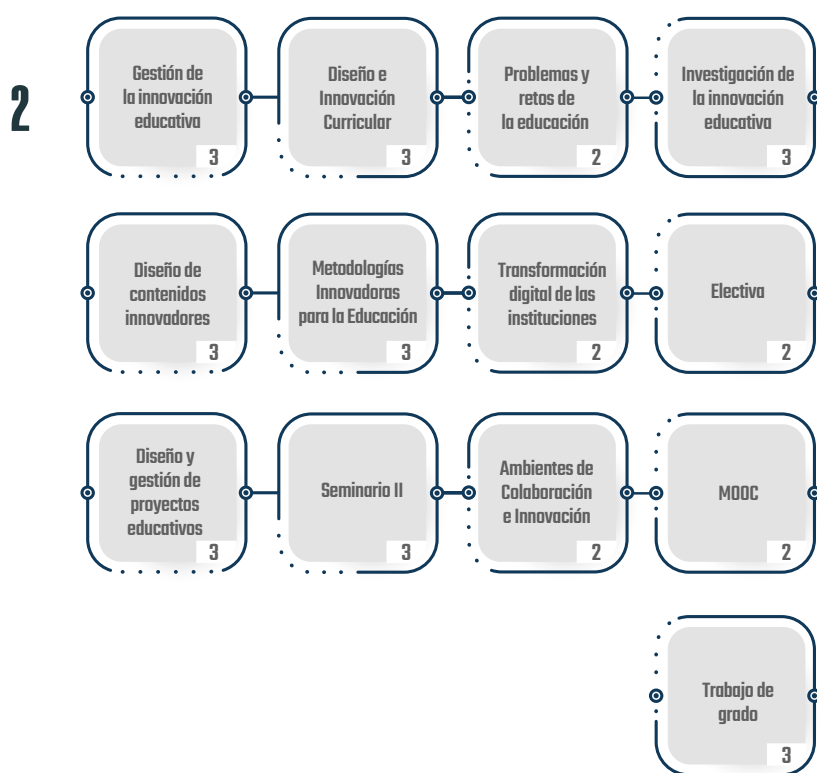 2
Gestión de
la innovación
educativa
3
Diseño e
Innovación
Curricular
3
Problemas y
retos de
la educación
2
Investigación de
la innovación
educativa
3
Diseño de
contenidos
innovadores
3
Metodologías
Innovadoras
para la Educación
3
Transformación
digital de las
instituciones
2
Electiva
2
Diseño y
gestión de
proyectos
educativos
3
Seminario II
3
Ambientes de
Colaboración
e Innovación
2
MOOC
2
Trabajo de
grado
3